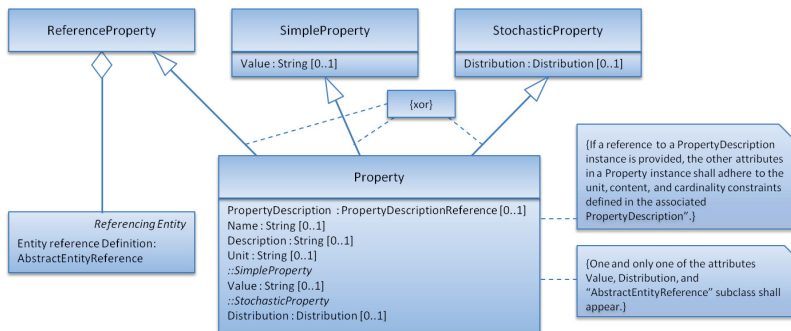 ReferenceProperty
SimpleProperty
Value : String [0..1]
StochasticProperty
Distribution : Distribution [0..1]
{xor}
Property
PropertyDescription : PropertyDescriptionReference [0..1]
Name : String [0..1]
Description : String [0..1]
Unit : String [0..1]
::SimpleProperty
Value : String [0..1]
::StochasticProperty
Distribution : Distribution [0..1]
Referencing Entity
Entity reference Definition:
AbstractEntityReference
{If a reference to a PropertyDescription
instance is provided, the other attributes
in a Property instance shall adhere to the
unit, content, and cardinality constraints
defined in the associated
PropertyDescription”.}
{One and only one of the attributes
Value, Distribution, and
“AbstractEntityReference” subclass shall
appear.}